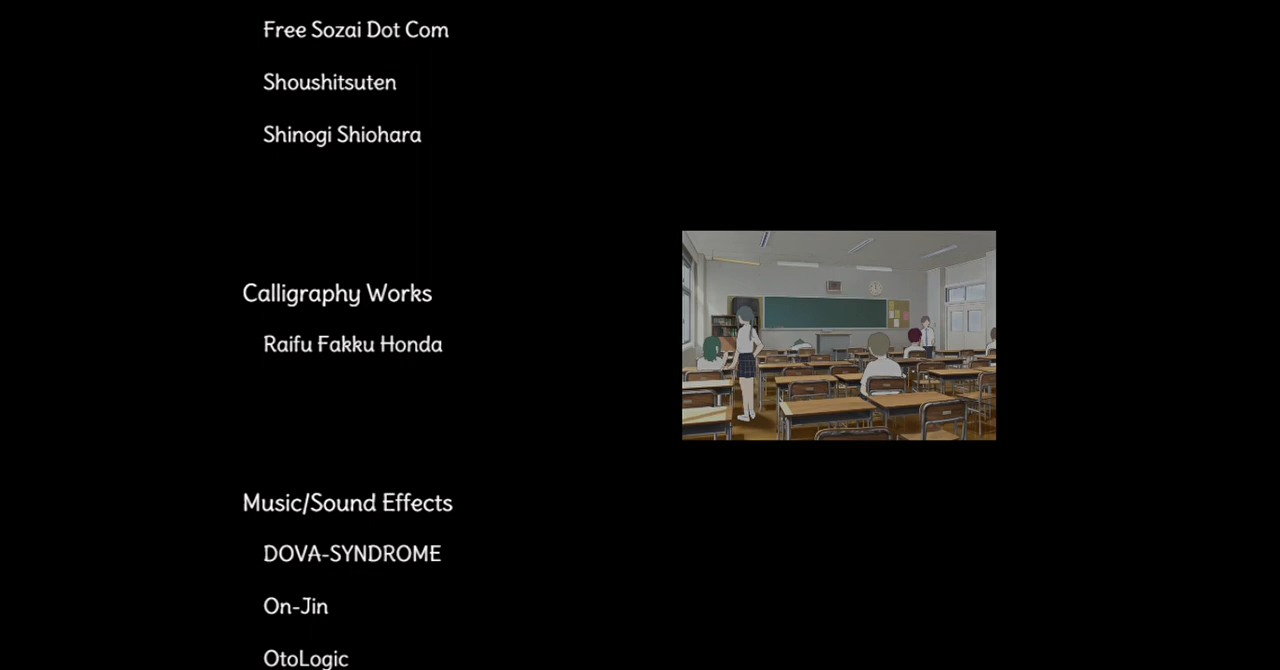 Free Sozai Dot Com
Shoushitsuten
Shinogi Shiohara
Calligraphy Works
Raifu Fakku Honda
Music/Sound Effects
DOVA-SYNDROME
On-Jin
OtoLogic